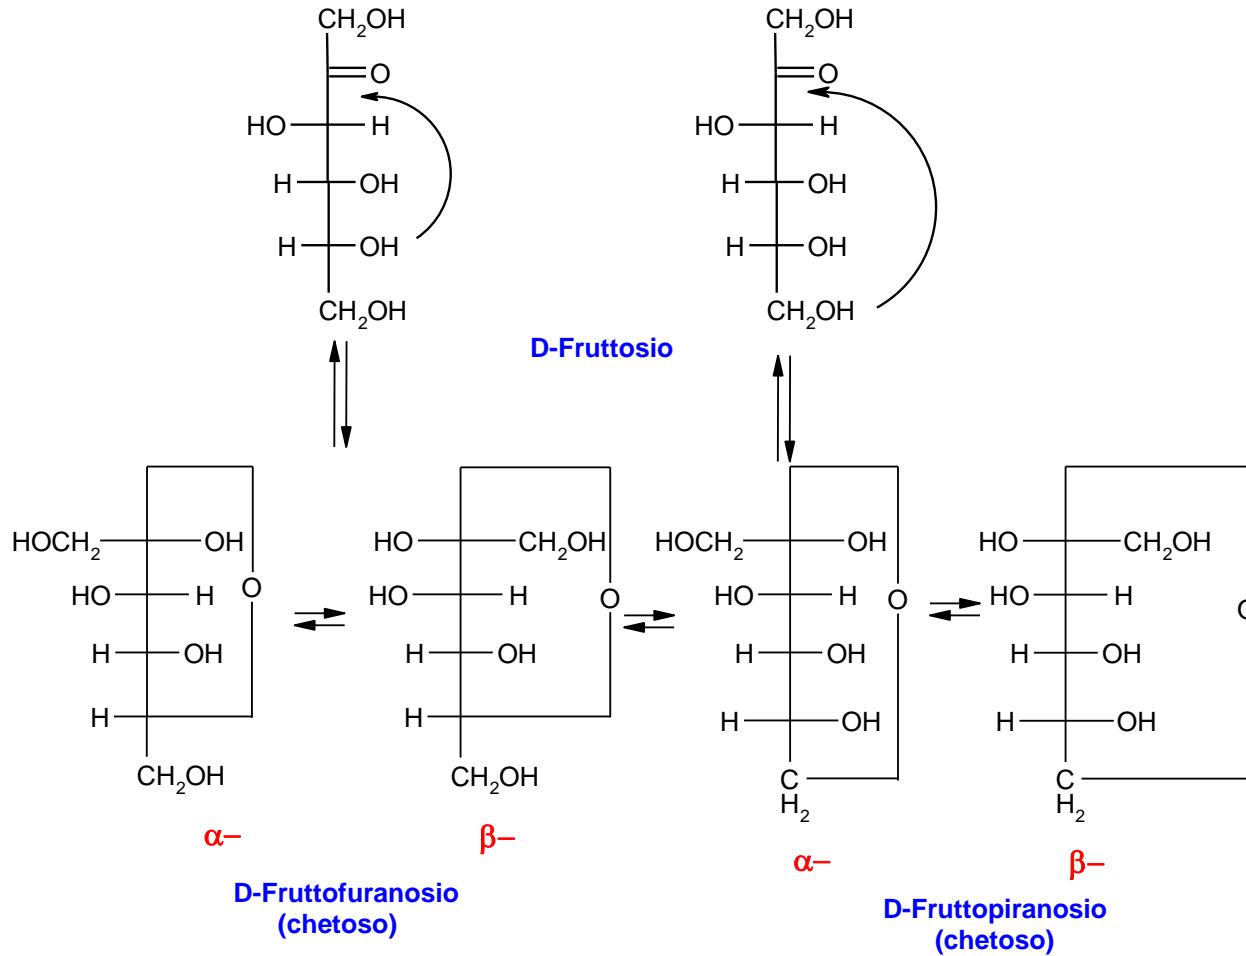 CH2OH CH2OH
O O
HO H HO H
H OH H OH
H OH H OH
CH2OH CH2OH
D-Fruttosio
HOCH2 OH HO CH2OH HOCH2 OH HO CH2OH
HO H O HO H O HO H O HO H O
H OH H OH H OH H OH
H H H OH H OH
CH2OH CH2OH C C
H2 H2
α– β– α– β–
D-Fruttofuranosio
(chetoso)
D-Fruttopiranosio
(chetoso)